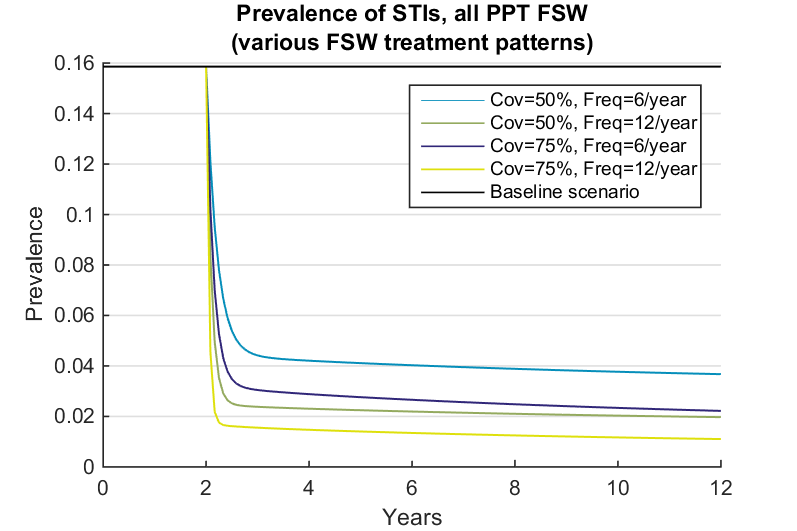 Prevalence of STIs, all PPT FSW
(various FSW treatment patterns)
0.16
0.14
0.12
0.1
0.08
0.06
0.04
0.02
0
Prevalence
Cov=50%, Freq=6/year
Cov=50%, Freq=12/year
Cov=75%, Freq=6/year
Cov=75%, Freq=12/year
Baseline scenario
0 2 4 6 8 10 12
Years